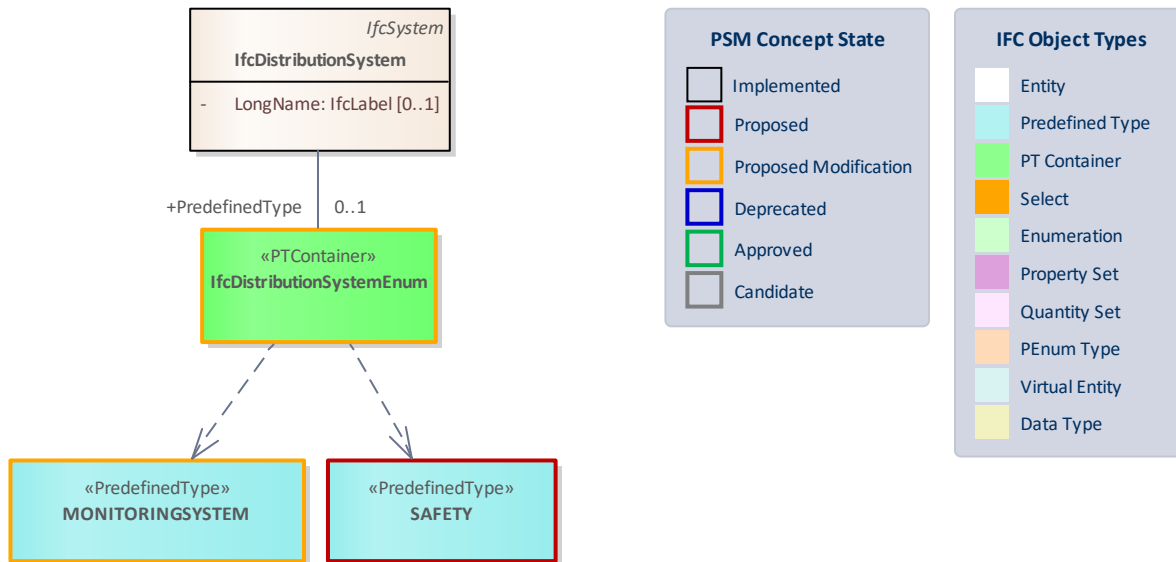 IfcSystem
IfcDistributionSystem
- LongName: IfcLabel [0..1]
+PredefinedType 0..1
«PTContainer»
IfcDistributionSystemEnum
«PredefinedType»
MONITORINGSYSTEM
«PredefinedType»
SAFETY
PSM Concept State
Implemented
Proposed
Proposed Modification
Deprecated
Approved
Candidate
IFC Object Types
Entity
Predefined Type
PT Container
Select
Enumeration
Property Set
Quantity Set
PEnum Type
Virtual Entity
Data Type